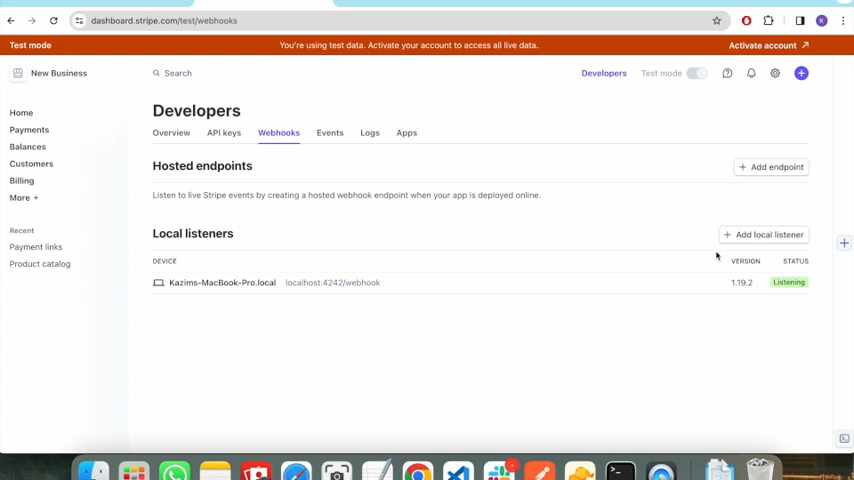 dashboard.stripe.com/test/webhooks
K
Test mode
You're using test data. Activate your account to access all live data.
Activate account
New Business
Search
Developers
Test mode
Home
Payments
Balances
Customers
Billing
More +
Recent
Payment links
Product catalog
Developers
Overview API keys Webhooks Events Logs Apps
Hosted endpoints
+ Add endpoint
Listen to live Stripe events by creating a hosted webhook endpoint when your app is deployed online.
Local listeners
+ Add local listener
DEVICE VERSION STATUS
Kazims-MacBook-Pro.local localhost:4242/webhook 1.19.2 Listening